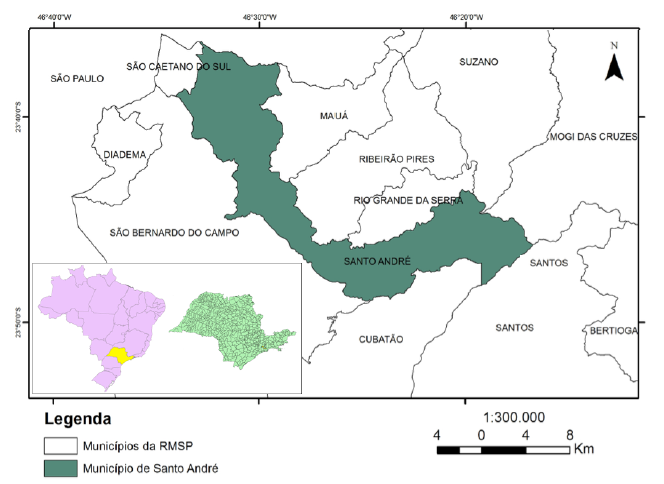 46°40'0"W
46°30'0"W
46°20'0"W
N
SUZANO
SÃO CAETANO DO SUL
SÃO PAULO
23°40'0"S
MAUÁ
MOGI DAS CRUZES
DIADEMA
RIBEIRÃO PIRES
RIO GRANDE DA SERRA
SÃO BERNARDO DO CAMPO
SANTO ANDRÉ
SANTOS
23°50'0"S
SANTOS
BERTIOGA
CUBATÃO
Legenda
Municípios da RMSP
Município de Santo André
1:300.000
4 0 4 8
Km